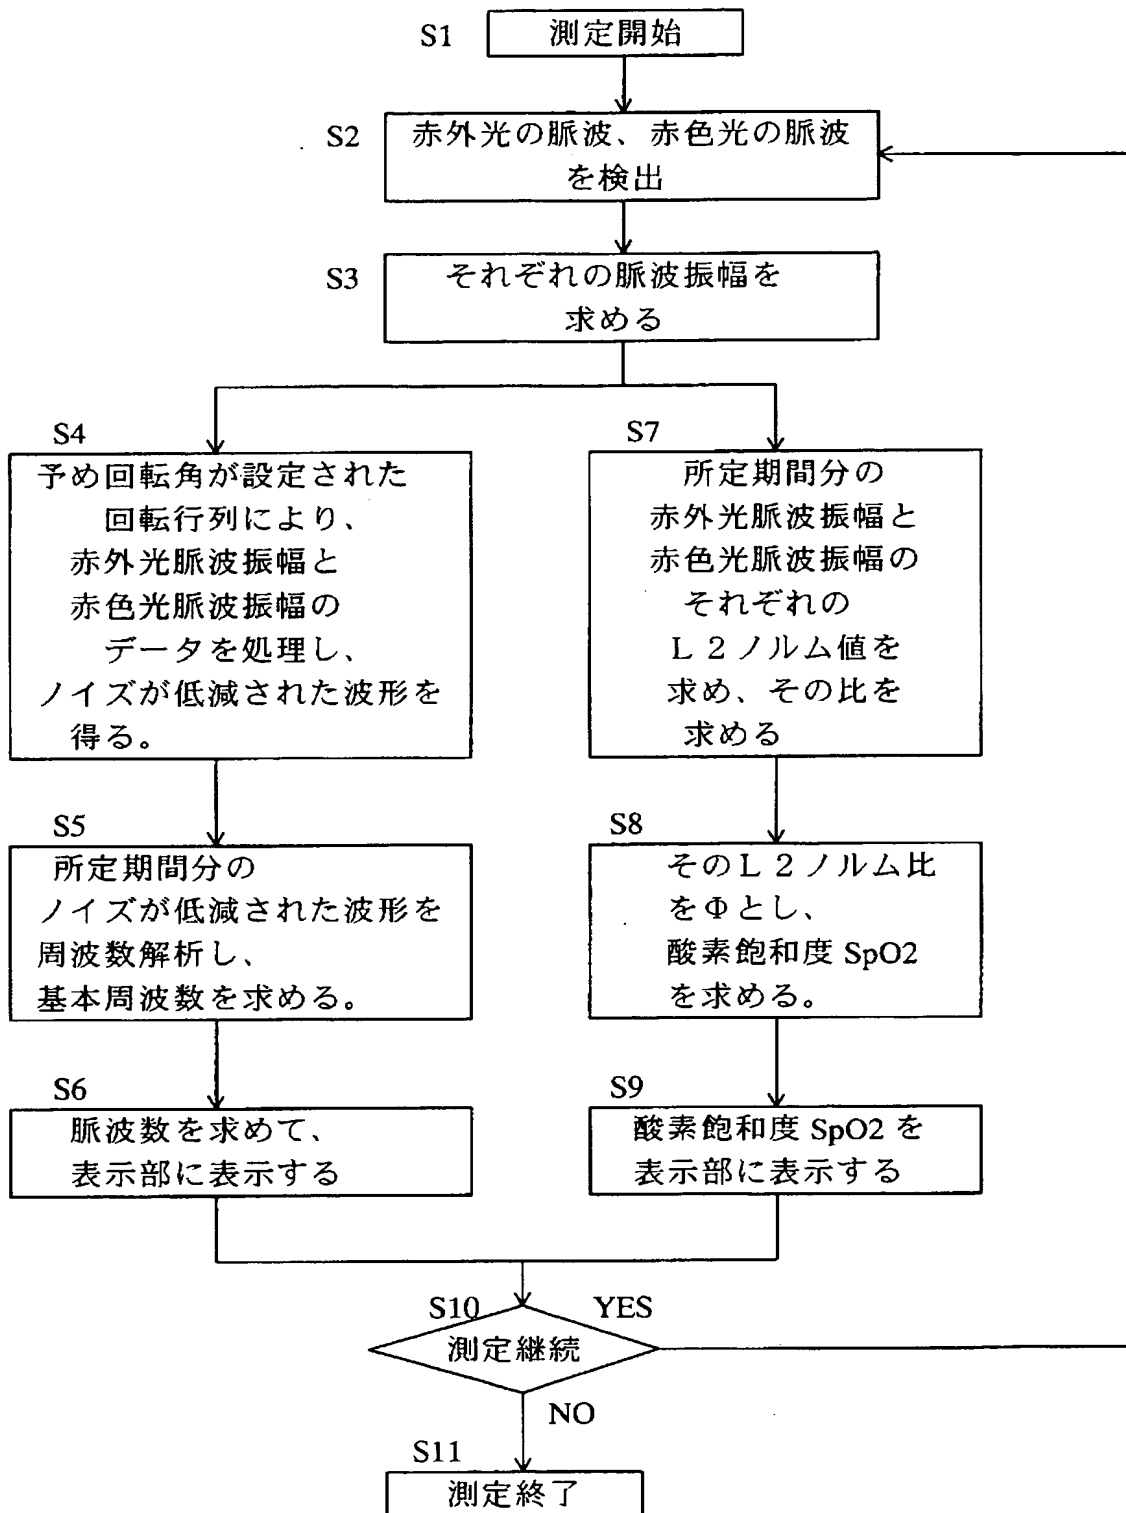 S1
測定開始
S2
赤外光の脈波、赤色光の脈波
を検出
S3
それぞれの脈波振幅を
求める
S4
予め回転角が設定された
回転行列により、
赤外光脈波振幅と
赤色光脈波振幅の
データを処理し、
ノイズが低減された波形を
得る。
S5
所定期間分の
ノイズが低減された波形を
周波数解析し、
基本周波数を求める。
S6
脈波数を求めて、
表示部に表示する
S7
所定期間分の
赤外光脈波振幅と
赤色光脈波振幅の
それぞれの
L2ノルム値を
求め、その比を
求める
S8
そのL2ノルム比
をΦとし、
酸素飽和度 SpO2
を求める。
S9
酸素飽和度 SpO2 を
表示部に表示する
S10
YES
測定継続
NO
S11
測定終了